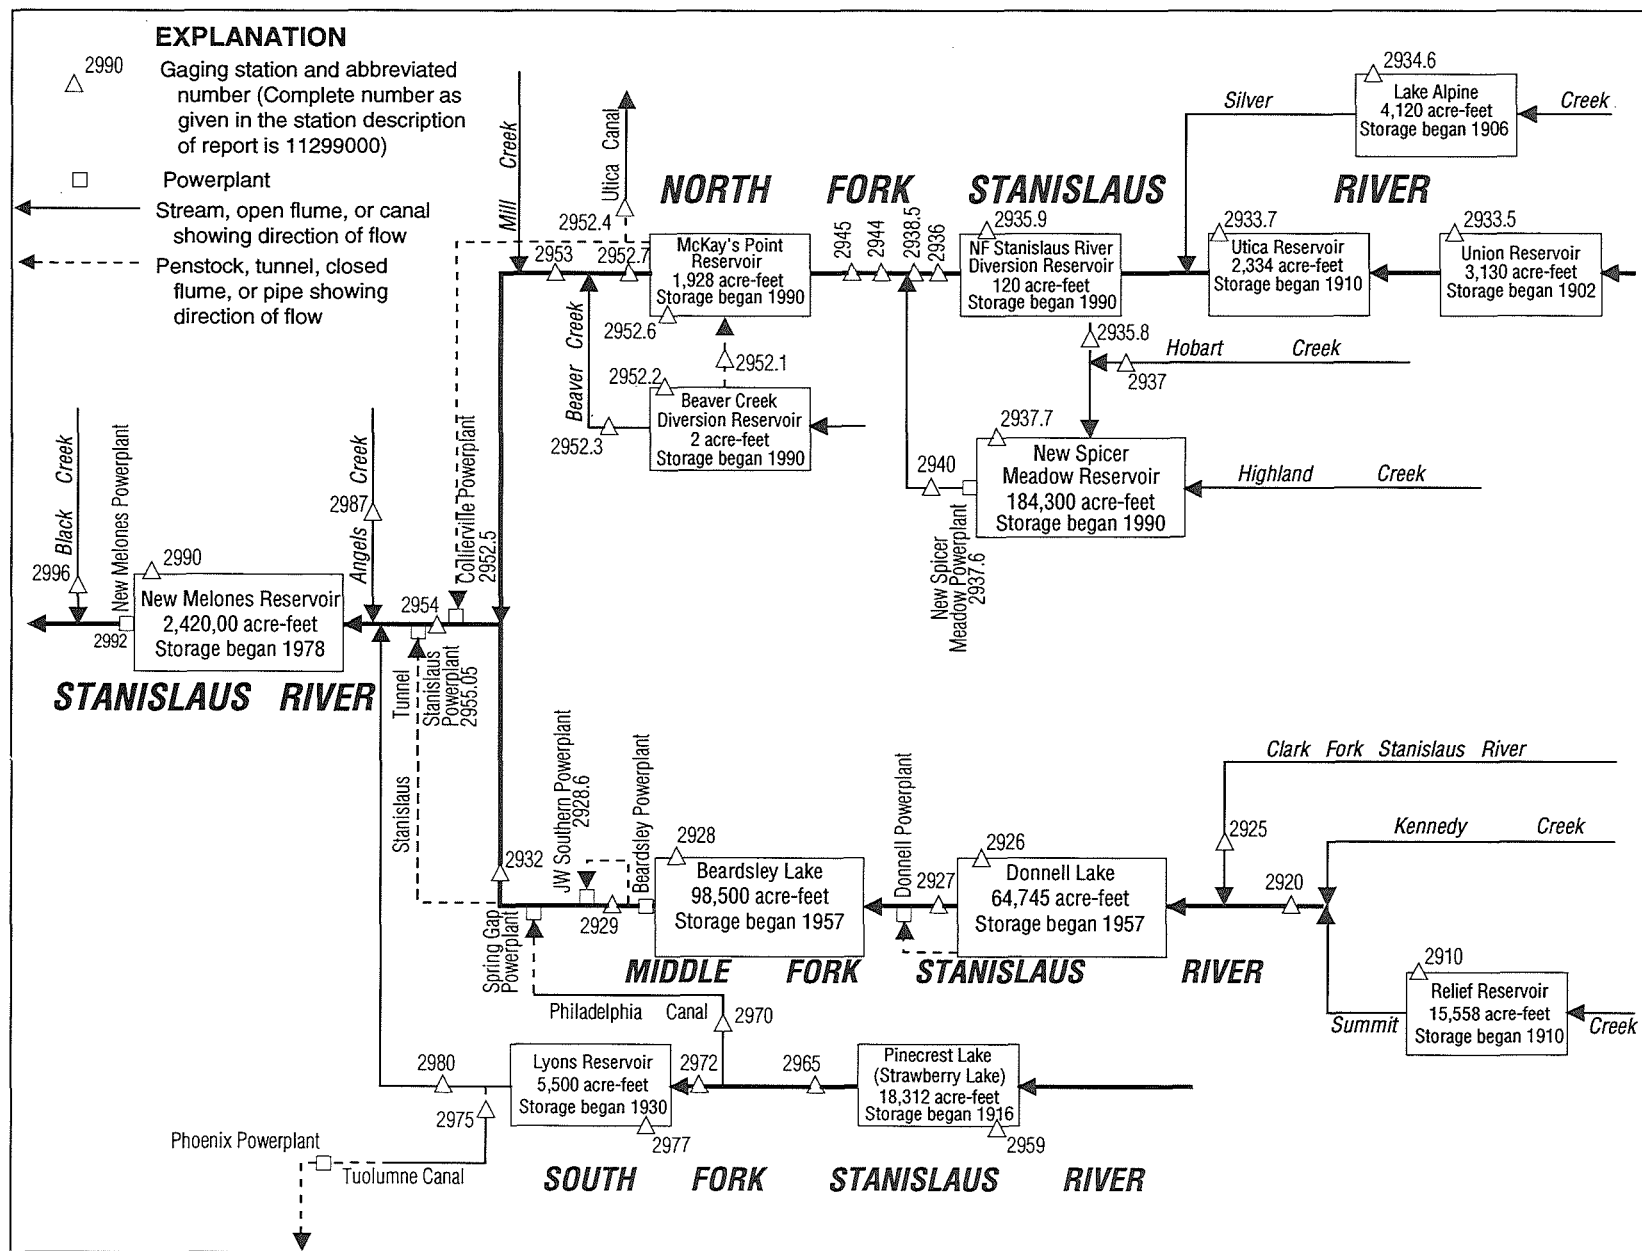 EXPLANATION
2990
Gaging station and abbreviated
number (Complete number as
given in the station description
of report is 11299000)
Powerplant
Stream, open flume, or canal
showing direction of flow
Penstock, tunnel, closed
flume, or pipe showing
direction of flow
Mill Creek
Utica Canal
2952.4
2953
2952.7
NORTH FORK STANISLAUS RIVER
McKay's Point
Reservoir
1,928 acre-feet
Storage began 1990
2952.6
2945
2944
2938.5
2936
2935.9
NF Stanislaus River
Diversion Reservoir
120 acre-feet
Storage began 1990
Silver Creek
2934.6
Lake Alpine
4,120 acre-feet
Storage began 1906
2933.7
Utica Reservoir
2,334 acre-feet
Storage began 1910
2933.5
Union Reservoir
3,130 acre-feet
Storage began 1902
2935.8
Hobart Creek
2937
Beaver Creek
2952.1
2952.2
Beaver Creek
Diversion Reservoir
2 acre-feet
Storage began 1990
2952.3
2937.7
New Spicer
Meadow Reservoir
184,300 acre-feet
Storage began 1990
2940
Highland Creek
New Spicer
Meadow Powerplant
2937.6
Black Creek
2996
New Melones Powerplant
2992
2990
New Melones Reservoir
2,420,00 acre-feet
Storage began 1978
Angels Creek
2987
2954
Collierville Powerplant
2952.5
STANISLAUS RIVER
Stanislaus Tunnel
Stanislaus
Powerplant
2955.05
2932
JW Southern Powerplant
2928.6
2929
Beardsley Powerplant
Spring Gap
Powerplant
2928
Beardsley Lake
98,500 acre-feet
Storage began 1957
Donnell Powerplant
2927
2926
Donnell Lake
64,745 acre-feet
Storage began 1957
Clark Fork Stanislaus River
2925
Kennedy Creek
2920
MIDDLE FORK STANISLAUS RIVER
2910
Relief Reservoir
15,558 acre-feet
Storage began 1910
Summit Creek
Philadelphia Canal
2970
2980
Lyons Reservoir
5,500 acre-feet
Storage began 1930
2977
2972
2965
Pinecrest Lake
(Strawberry Lake)
18,312 acre-feet
Storage began 1916
2959
2975
Phoenix Powerplant
Tuolumne Canal
SOUTH FORK STANISLAUS RIVER